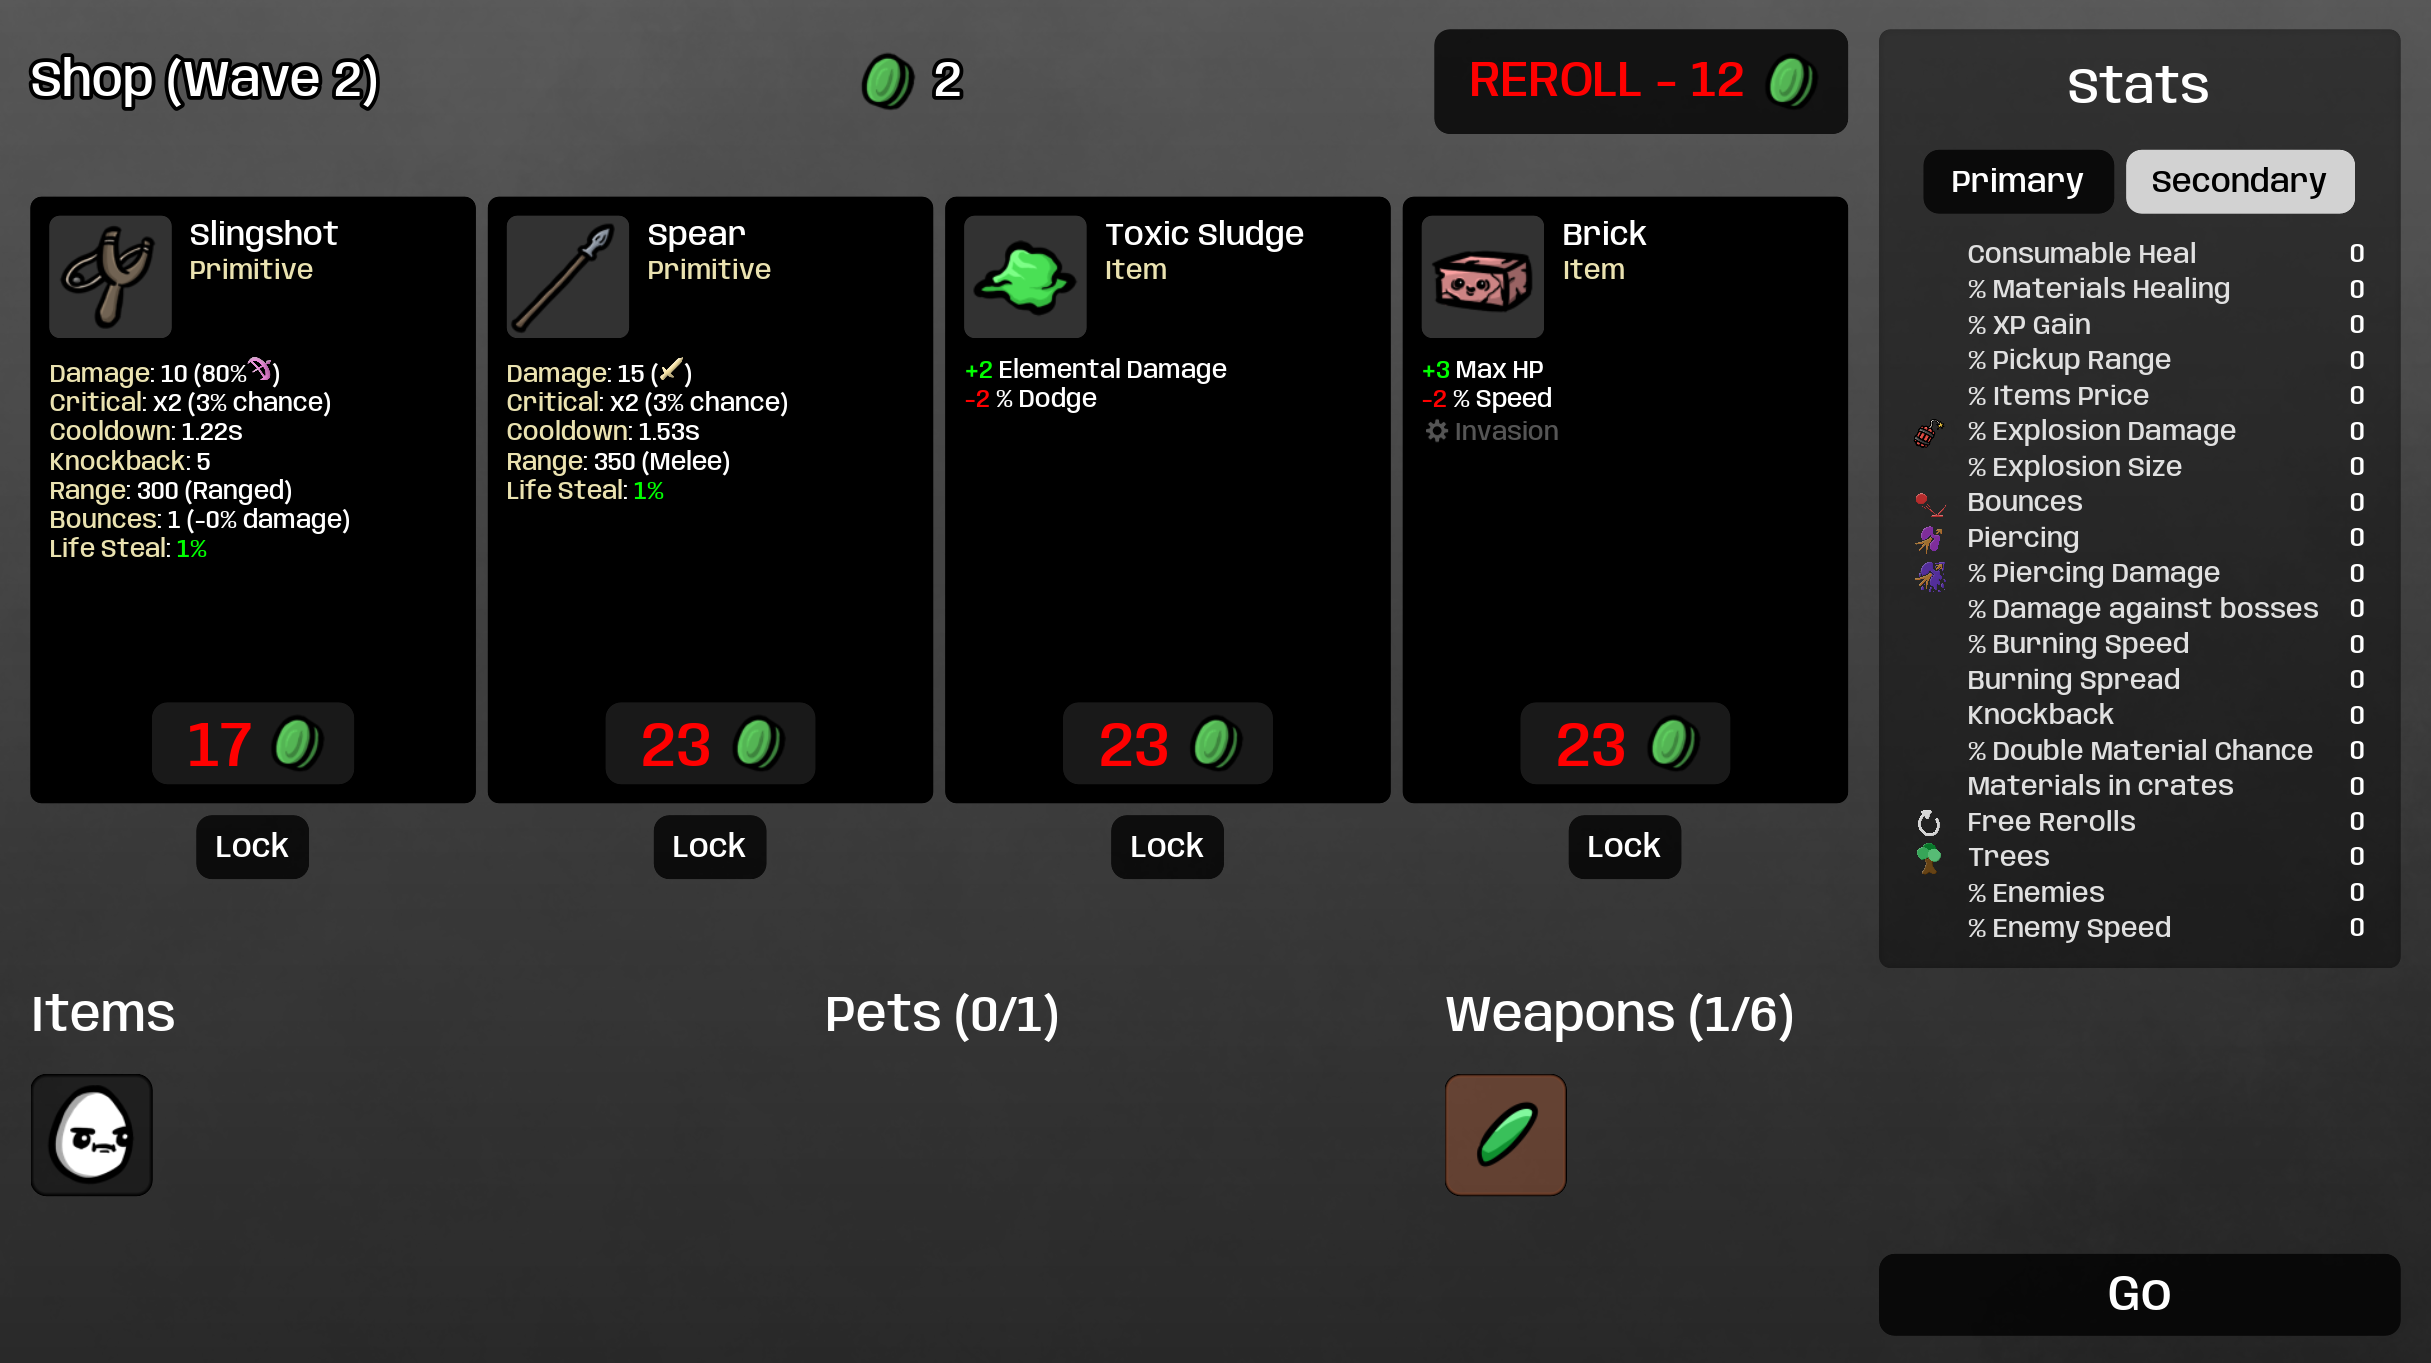 Shop (Wave 2)
2
REROLL - 12
Slingshot
Primitive
Damage: 10 (80%)
Critical: x2 (3% chance)
Cooldown: 1.22s
Knockback: 5
Range: 300 (Ranged)
Bounces: 1 (-0% damage)
Life Steal: 1%
17
Lock
Spear
Primitive
Damage: 15 ()
Critical: x2 (3% chance)
Cooldown: 1.53s
Range: 350 (Melee)
Life Steal: 1%
23
Lock
Toxic Sludge
Item
+2 Elemental Damage
-2 % Dodge
23
Lock
Brick
Item
+3 Max HP
-2 % Speed
Invasion
23
Lock
Stats
Primary Secondary
Consumable Heal 0
% Materials Healing 0
% XP Gain 0
% Pickup Range 0
% Items Price 0
% Explosion Damage 0
% Explosion Size 0
Bounces 0
Piercing 0
% Piercing Damage 0
% Damage against bosses 0
% Burning Speed 0
Burning Spread 0
Knockback 0
% Double Material Chance 0
Materials in crates 0
Free Rerolls 0
Trees 0
% Enemies 0
% Enemy Speed 0
Items
Pets (0/1)
Weapons (1/6)
Go